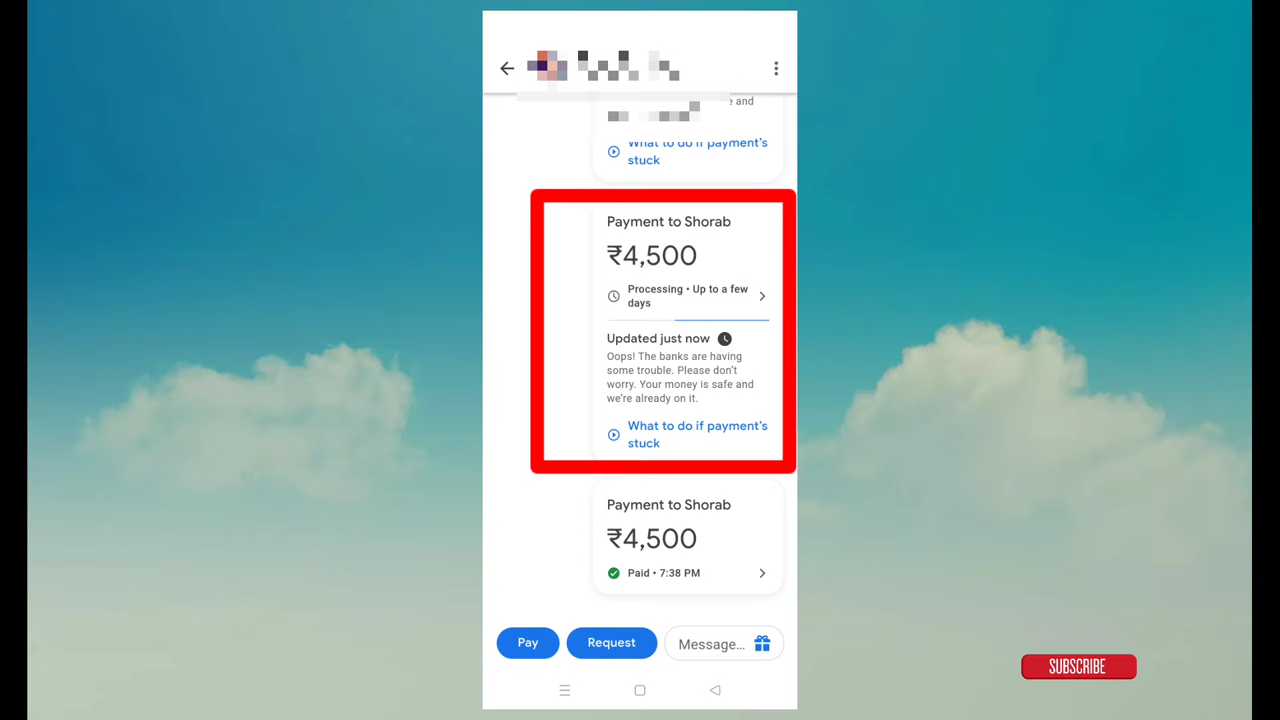 e and
What to do if payment's
stuck
Payment to Shorab
₹4,500
Processing • Up to a few
days
Updated just now
Oops! The banks are having
some trouble. Please don't
worry. Your money is safe and
we're already on it.
What to do if payment's
stuck
Payment to Shorab
₹4,500
Paid • 7:38 PM
Pay
Request
Message...
SUBSCRIBE